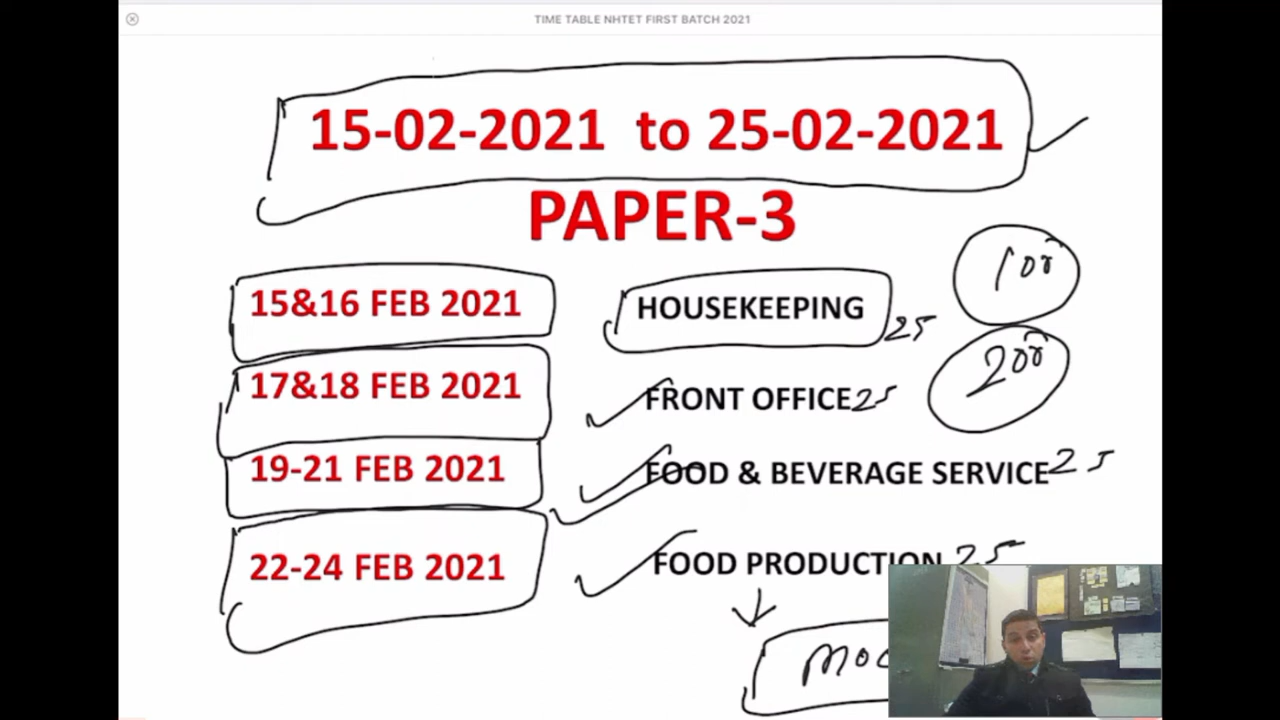 TIME TABLE NHTET FIRST BATCH 2021
15-02-2021 to 25-02-2021
PAPER-3
15&16 FEB 2021 HOUSEKEEPING 25
17&18 FEB 2021 FRONT OFFICE 25
19-21 FEB 2021 FOOD & BEVERAGE SERVICE 25
22-24 FEB 2021 FOOD PRODUCTION 25